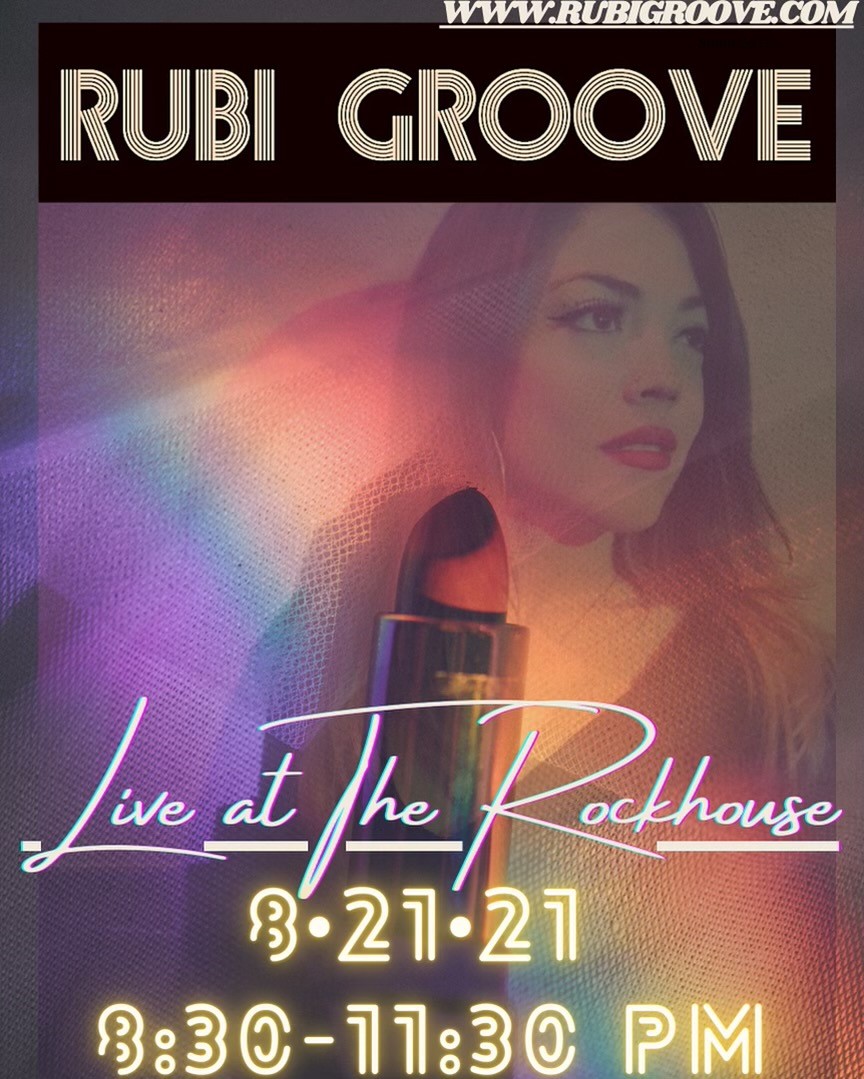 WWW.RUBIGROOVE.COM
RUBI GROOVE
Live at The Rockhouse
8•21•21
8:30-11:30 PM